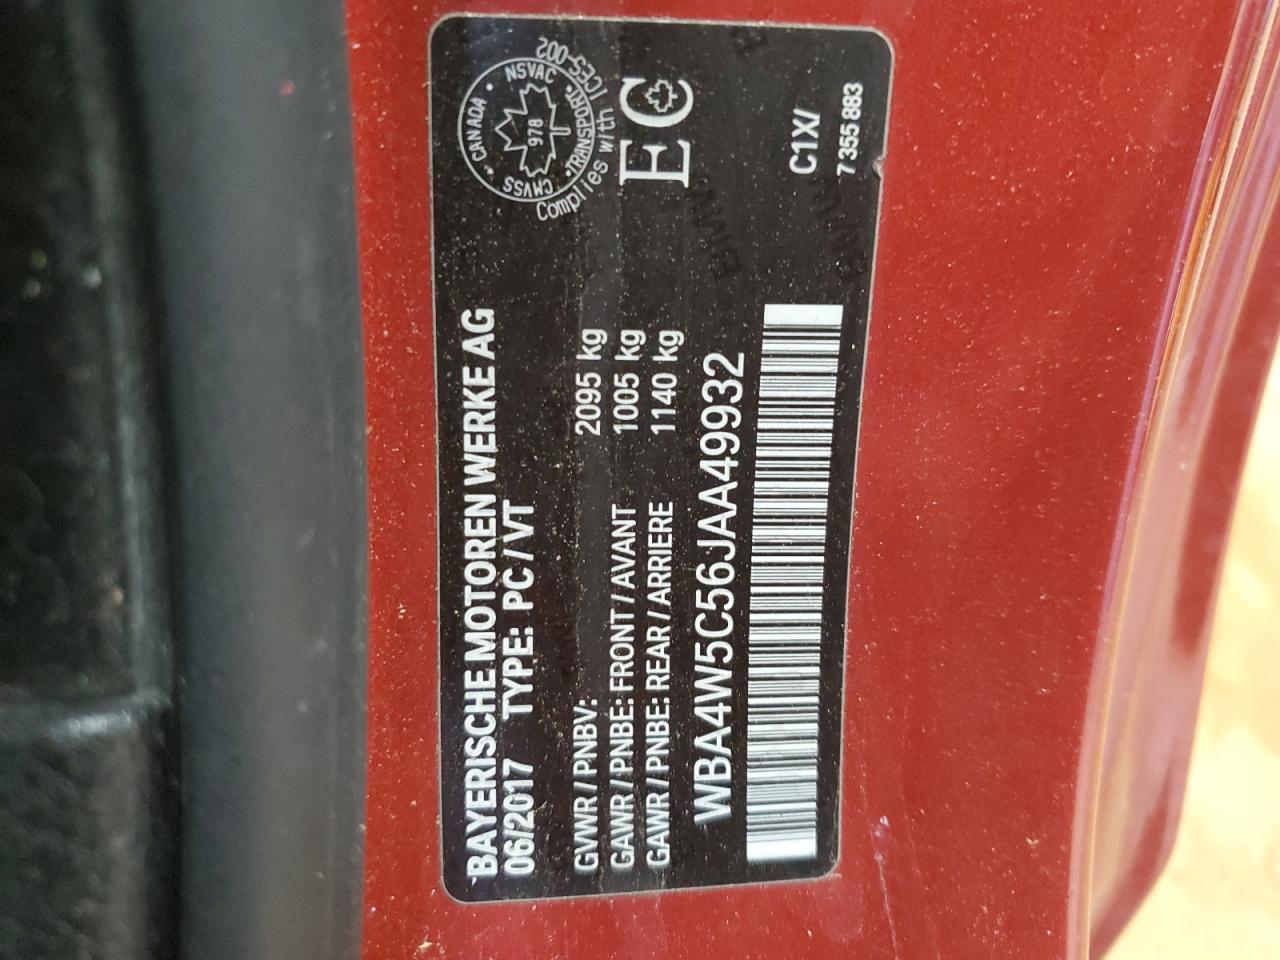 BAYERISCHE MOTOREN WERKE AG
06/2017 TYPE: PC/VT
GVWR/PNBV: 2095 kg
GAWR/PNBE: FRONT/AVANT 1005 kg
GAWR/PNBE: REAR/ARRIERE 1140 kg
WBA4W5C56JAA49932
CANADA · NSVAC
978
CMVSS · TRANSPORT
Complies with ICES-002
EC
C1X/
7 355 883